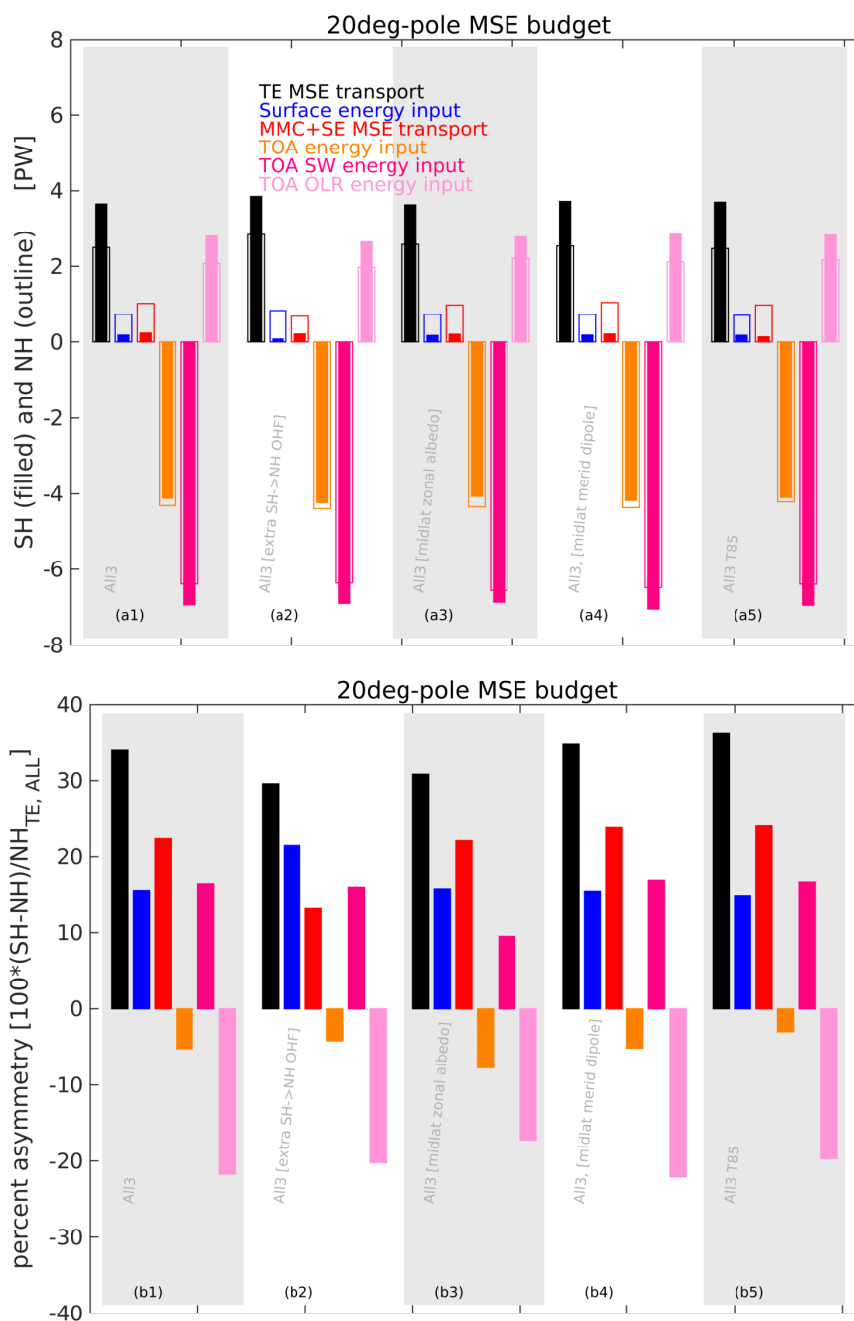 20deg-pole MSE budget
SH (filled) and NH (outline) [PW]
8
6
4
2
0
-2
-4
-6
-8
TE MSE transport
Surface energy input
MMC+SE MSE transport
TOA energy input
TOA SW energy input
TOA OLR energy input
All3
All3 [extra SH->NH OHF]
All3 [midlat zonal albedo]
All3, [midlat merid dipole]
All3 T85
(a1)
(a2)
(a3)
(a4)
(a5)
20deg-pole MSE budget
percent asymmetry [100*(SH-NH)/NH_TE, ALL]
40
30
20
10
0
-10
-20
-30
-40
All3
All3 [extra SH->NH OHF]
All3 [midlat zonal albedo]
All3, [midlat merid dipole]
All3 T85
(b1)
(b2)
(b3)
(b4)
(b5)